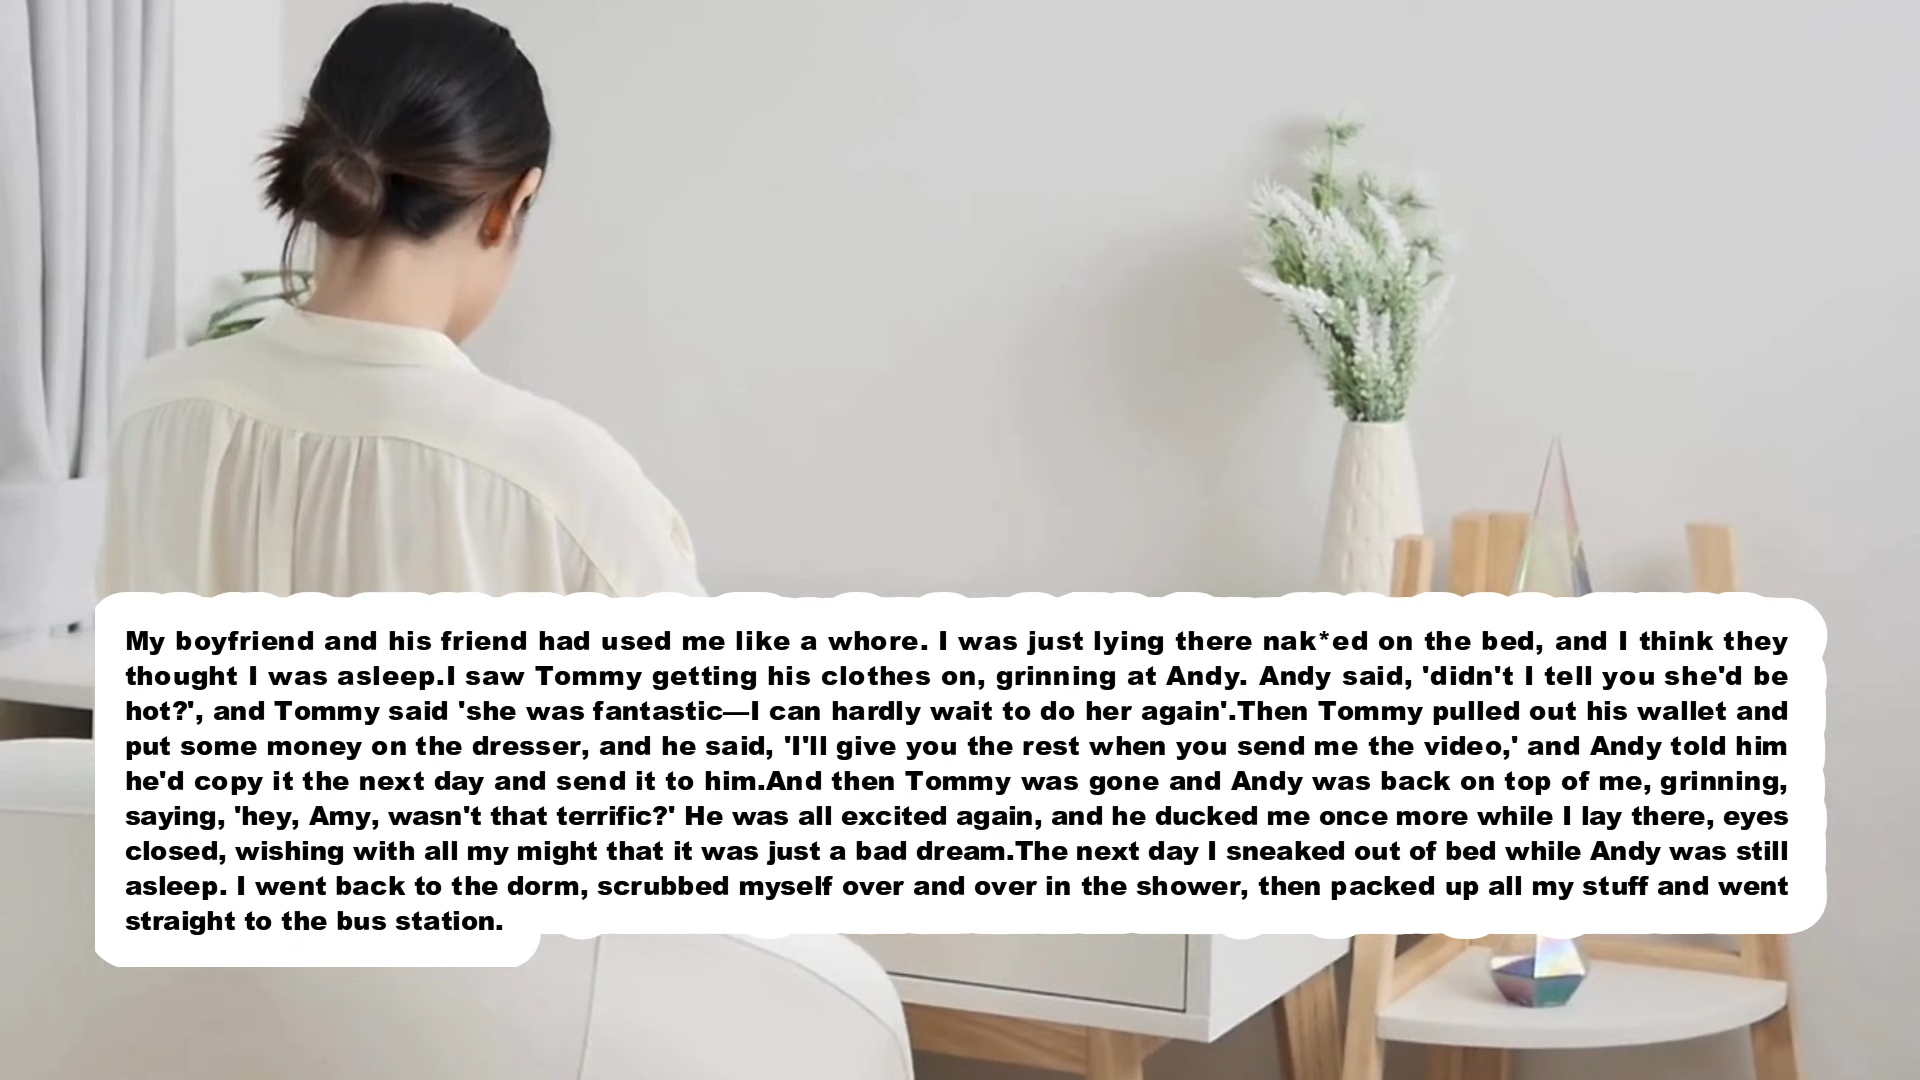 My boyfriend and his friend had used me like a whore. I was just lying there nak*ed on the bed, and I think they
thought I was asleep.I saw Tommy getting his clothes on, grinning at Andy. Andy said, 'didn't I tell you she'd be
hot?', and Tommy said 'she was fantastic—I can hardly wait to do her again'.Then Tommy pulled out his wallet and
put some money on the dresser, and he said, 'I'll give you the rest when you send me the video,' and Andy told him
he'd copy it the next day and send it to him.And then Tommy was gone and Andy was back on top of me, grinning,
saying, 'hey, Amy, wasn't that terrific?' He was all excited again, and he ducked me once more while I lay there, eyes
closed, wishing with all my might that it was just a bad dream.The next day I sneaked out of bed while Andy was still
asleep. I went back to the dorm, scrubbed myself over and over in the shower, then packed up all my stuff and went
straight to the bus station.